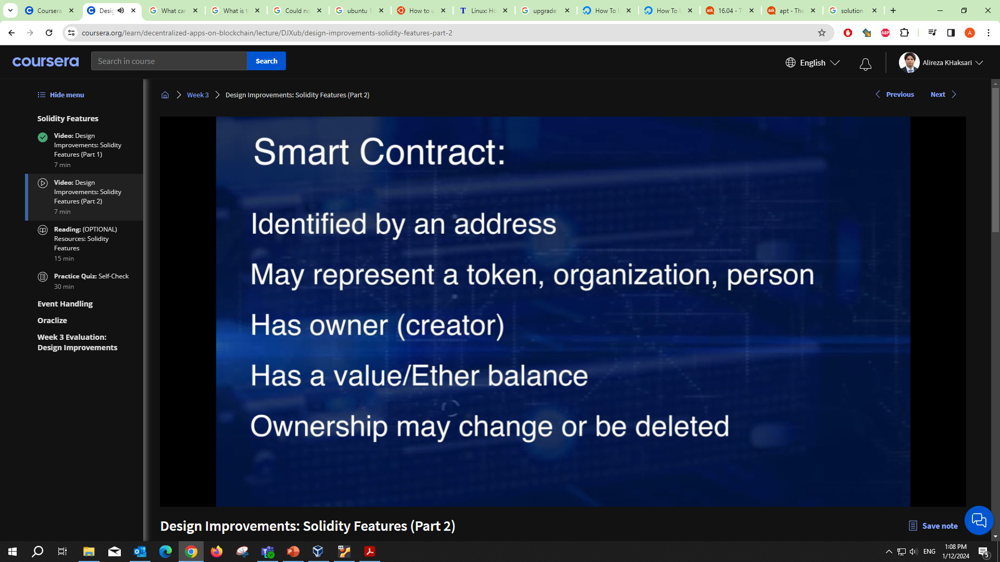 Coursera
Desig
What can
What is t
Could no
ubuntu 1
How to u
Linux: Ho
upgrade
How To U
How To U
16.04 - T
apt - The
solution
coursera.org/learn/decentralized-apps-on-blockchain/lecture/DJXub/design-improvements-solidity-features-part-2
ABP
A
coursera
Search in course
Search
English
Alireza KHaksari
Hide menu
Week 3
Design Improvements: Solidity Features (Part 2)
Previous
Next
Solidity Features
Video: Design
Improvements: Solidity
Features (Part 1)
7 min
Video: Design
Improvements: Solidity
Features (Part 2)
7 min
Reading: (OPTIONAL)
Resources: Solidity
Features
15 min
Practice Quiz: Self-Check
30 min
Event Handling
Oraclize
Week 3 Evaluation:
Design Improvements
Smart Contract:
Identified by an address
May represent a token, organization, person
Has owner (creator)
Has a value/Ether balance
Ownership may change or be deleted
Design Improvements: Solidity Features (Part 2)
Save note
ENG
1:08 PM
1/12/2024
5